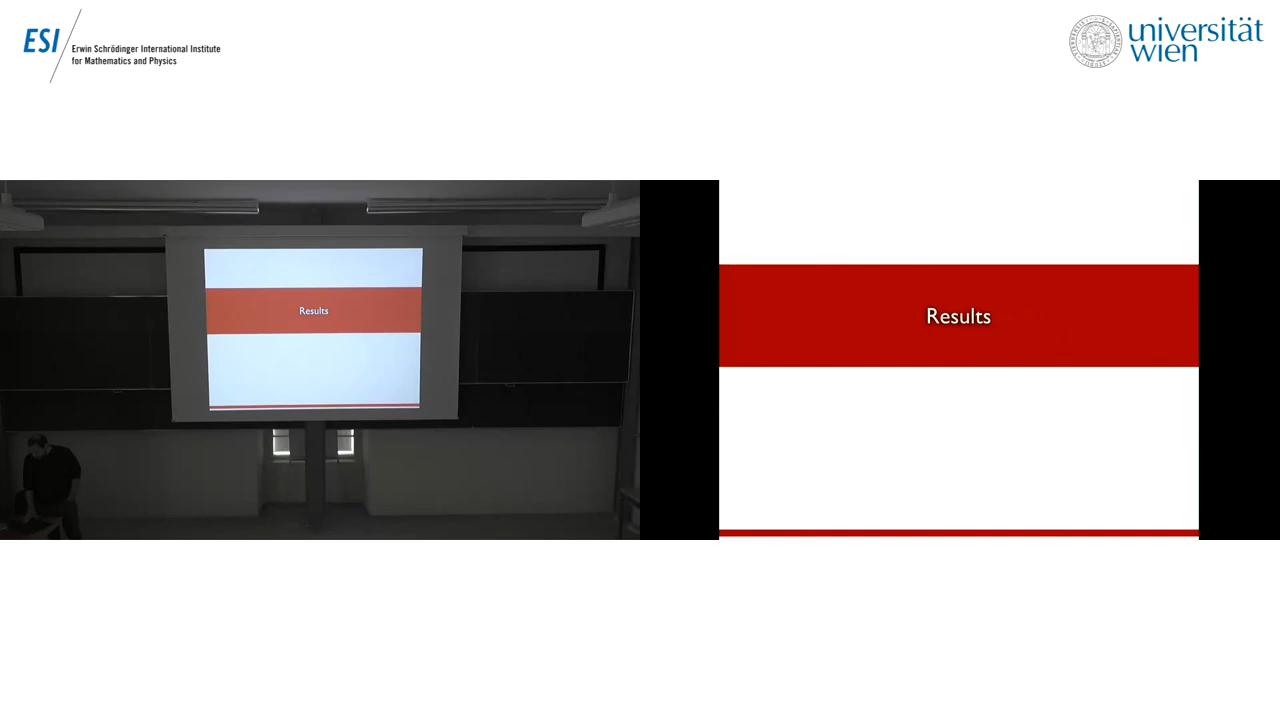 ESI
Erwin Schrödinger International Institute
for Mathematics and Physics
universität
wien
Results
Results